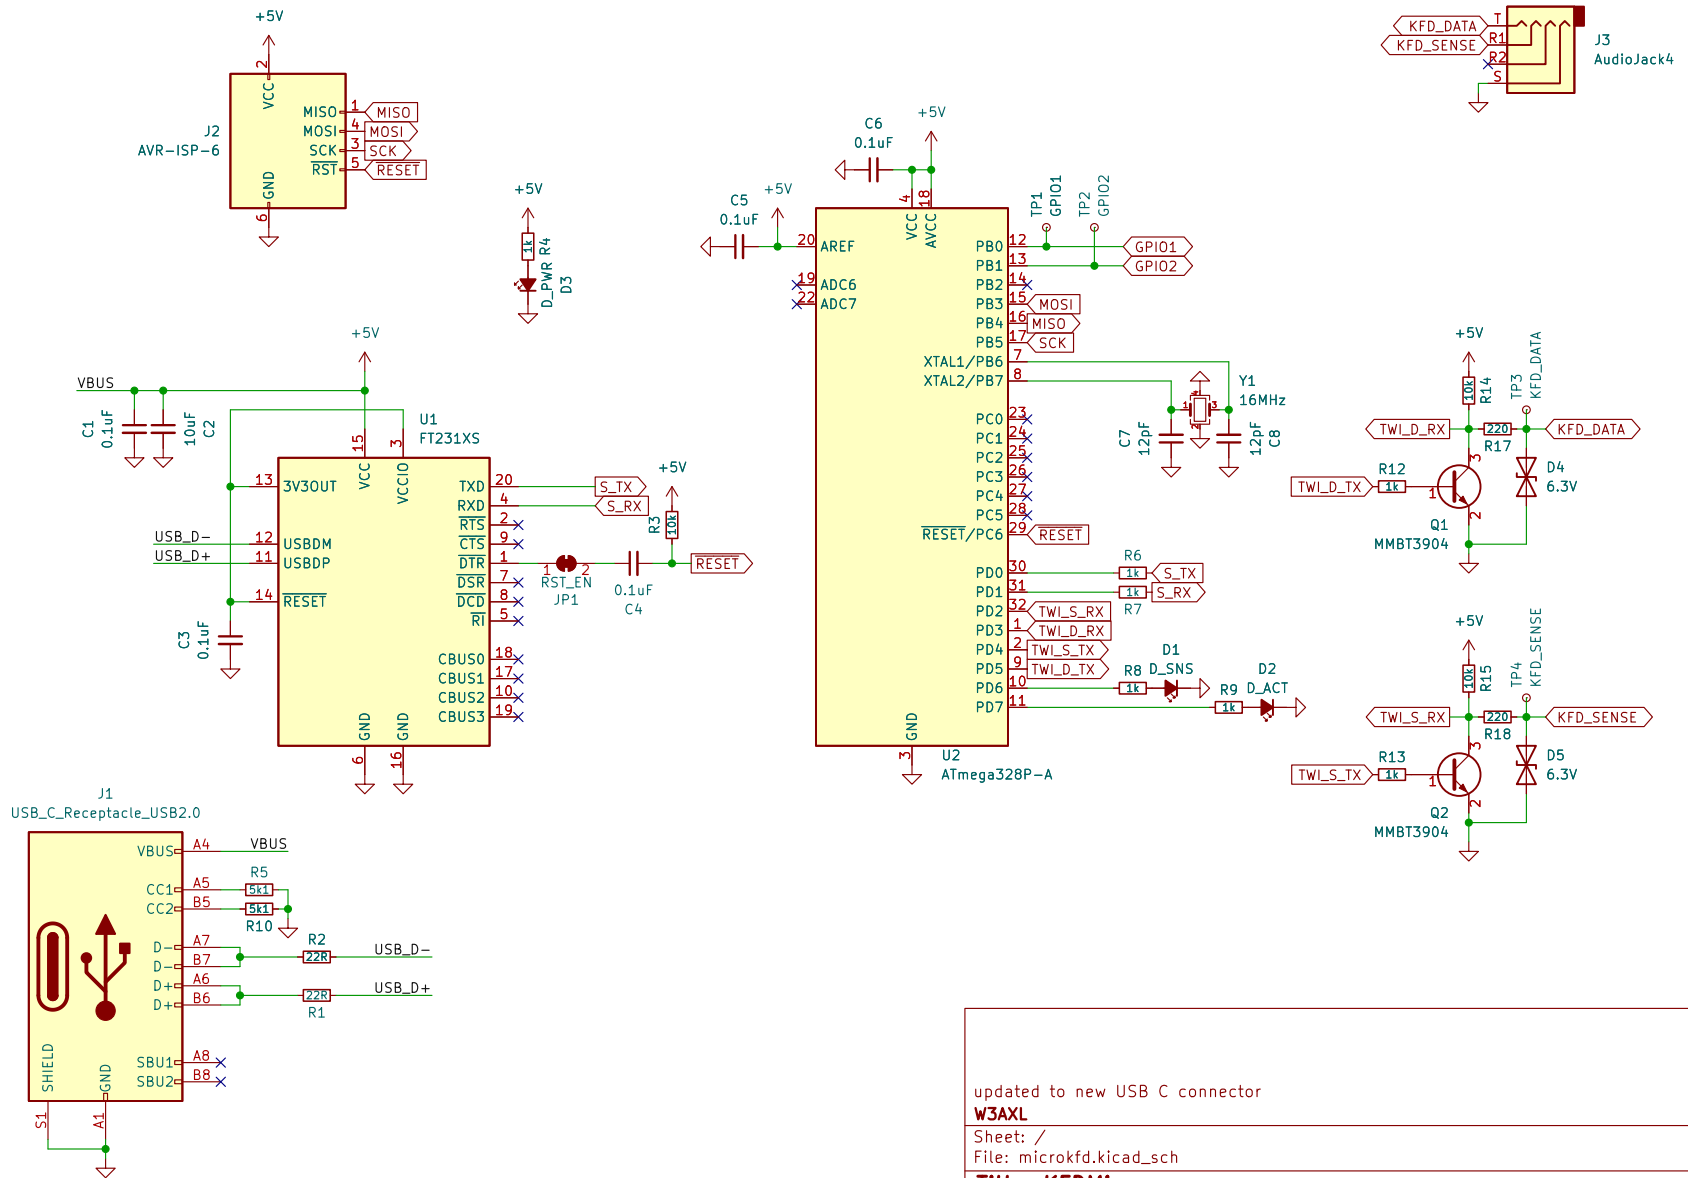 +5V
2
VCC
MISO 1 MISO
MOSI 4 MOSI
SCK 3 SCK
RST 5 RESET
GND
6
J2
AVR-ISP-6
+5V
1k
R4
D_PWR
D3
KFD_DATA T
KFD_SENSE R1
R2
S
J3
AudioJack4
C6
0.1uF
+5V
C5
0.1uF
+5V
4
18
VCC
AVCC
20 AREF
19 ADC6
22 ADC7
TP1
GPIO1
TP2
GPIO2
PB0 12 GPIO1
PB1 13 GPIO2
PB2 14
PB3 15 MOSI
PB4 16 MISO
PB5 17 SCK
XTAL1/PB6 7
XTAL2/PB7 8
PC0 23
PC1 24
PC2 25
PC3 26
PC4 27
PC5 28
RESET/PC6 29 RESET
PD0 30
PD1 31
PD2 32 TWI_S_RX
PD3 1 TWI_D_RX
PD4 2 TWI_S_TX
PD5 9 TWI_D_TX
PD6 10
PD7 11
GND
3
U2
ATmega328P-A
R6
1k S_TX
1k S_RX
R7
R8
1k
D1
D_SNS
R9
1k
D2
D_ACT
Y1
16MHz
1
3
C7
12pF
12pF
C8
+5V
VBUS
C1
0.1uF
10uF
C2
U1
FT231XS
15
3
VCC
VCCIO
13 3V3OUT
USB_D- 12 USBDM
USB_D+ 11 USBDP
14 RESET
C3
0.1uF
TXD 20 S_TX
RXD 4 S_RX
RTS 2
CTS 9
DTR 1
DSR 7
DCD 8
RI 5
CBUS0 18
CBUS1 17
CBUS2 10
CBUS3 19
GND
GND
6
16
1 2
RST_EN
JP1
0.1uF
C4
+5V
R3
10k
RESET
+5V
10k
R14
TP3
KFD_DATA
TWI_D_RX 220 KFD_DATA
R17
TWI_D_TX
R12
1k
1
3
2
Q1
MMBT3904
D4
6.3V
+5V
10k
R15
TP4
KFD_SENSE
TWI_S_RX 220 KFD_SENSE
R18
TWI_S_TX
R13
1k
1
3
2
Q2
MMBT3904
D5
6.3V
J1
USB_C_Receptacle_USB2.0
VBUS A4 VBUS
CC1 A5
R5
5k1
CC2 B5
5k1
R10
D- A7
D- B7
R2
22R USB_D-
D+ A6
D+ B6
22R USB_D+
R1
SBU1 A8
SBU2 B8
SHIELD
GND
S1
A1
updated to new USB C connector
W3AXL
Sheet: /
File: microkfd.kicad_sch